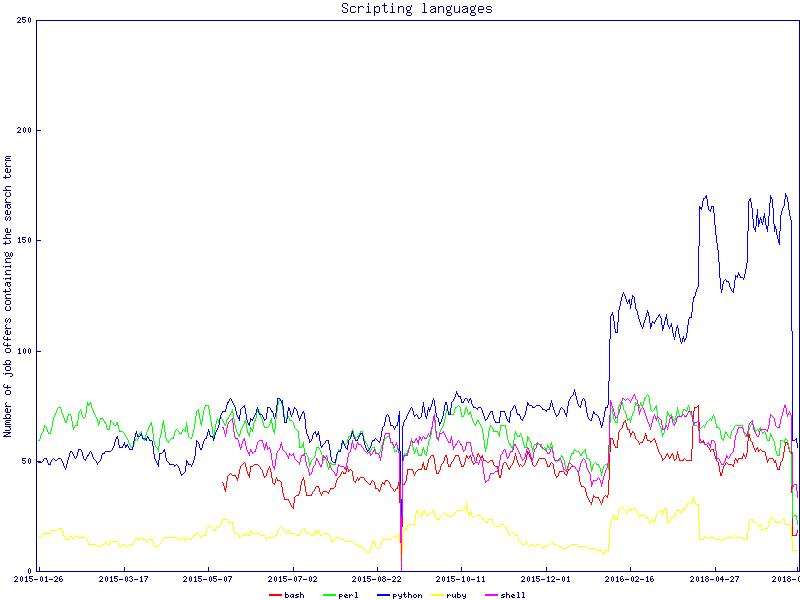 Scripting languages
Number of job offers containing the search term
250
200
150
100
50
0
2015-01-26 2015-03-17 2015-05-07 2015-07-02 2015-08-22 2015-10-11 2015-12-01 2016-02-16 2018-04-27 2018-0
bash perl python ruby shell